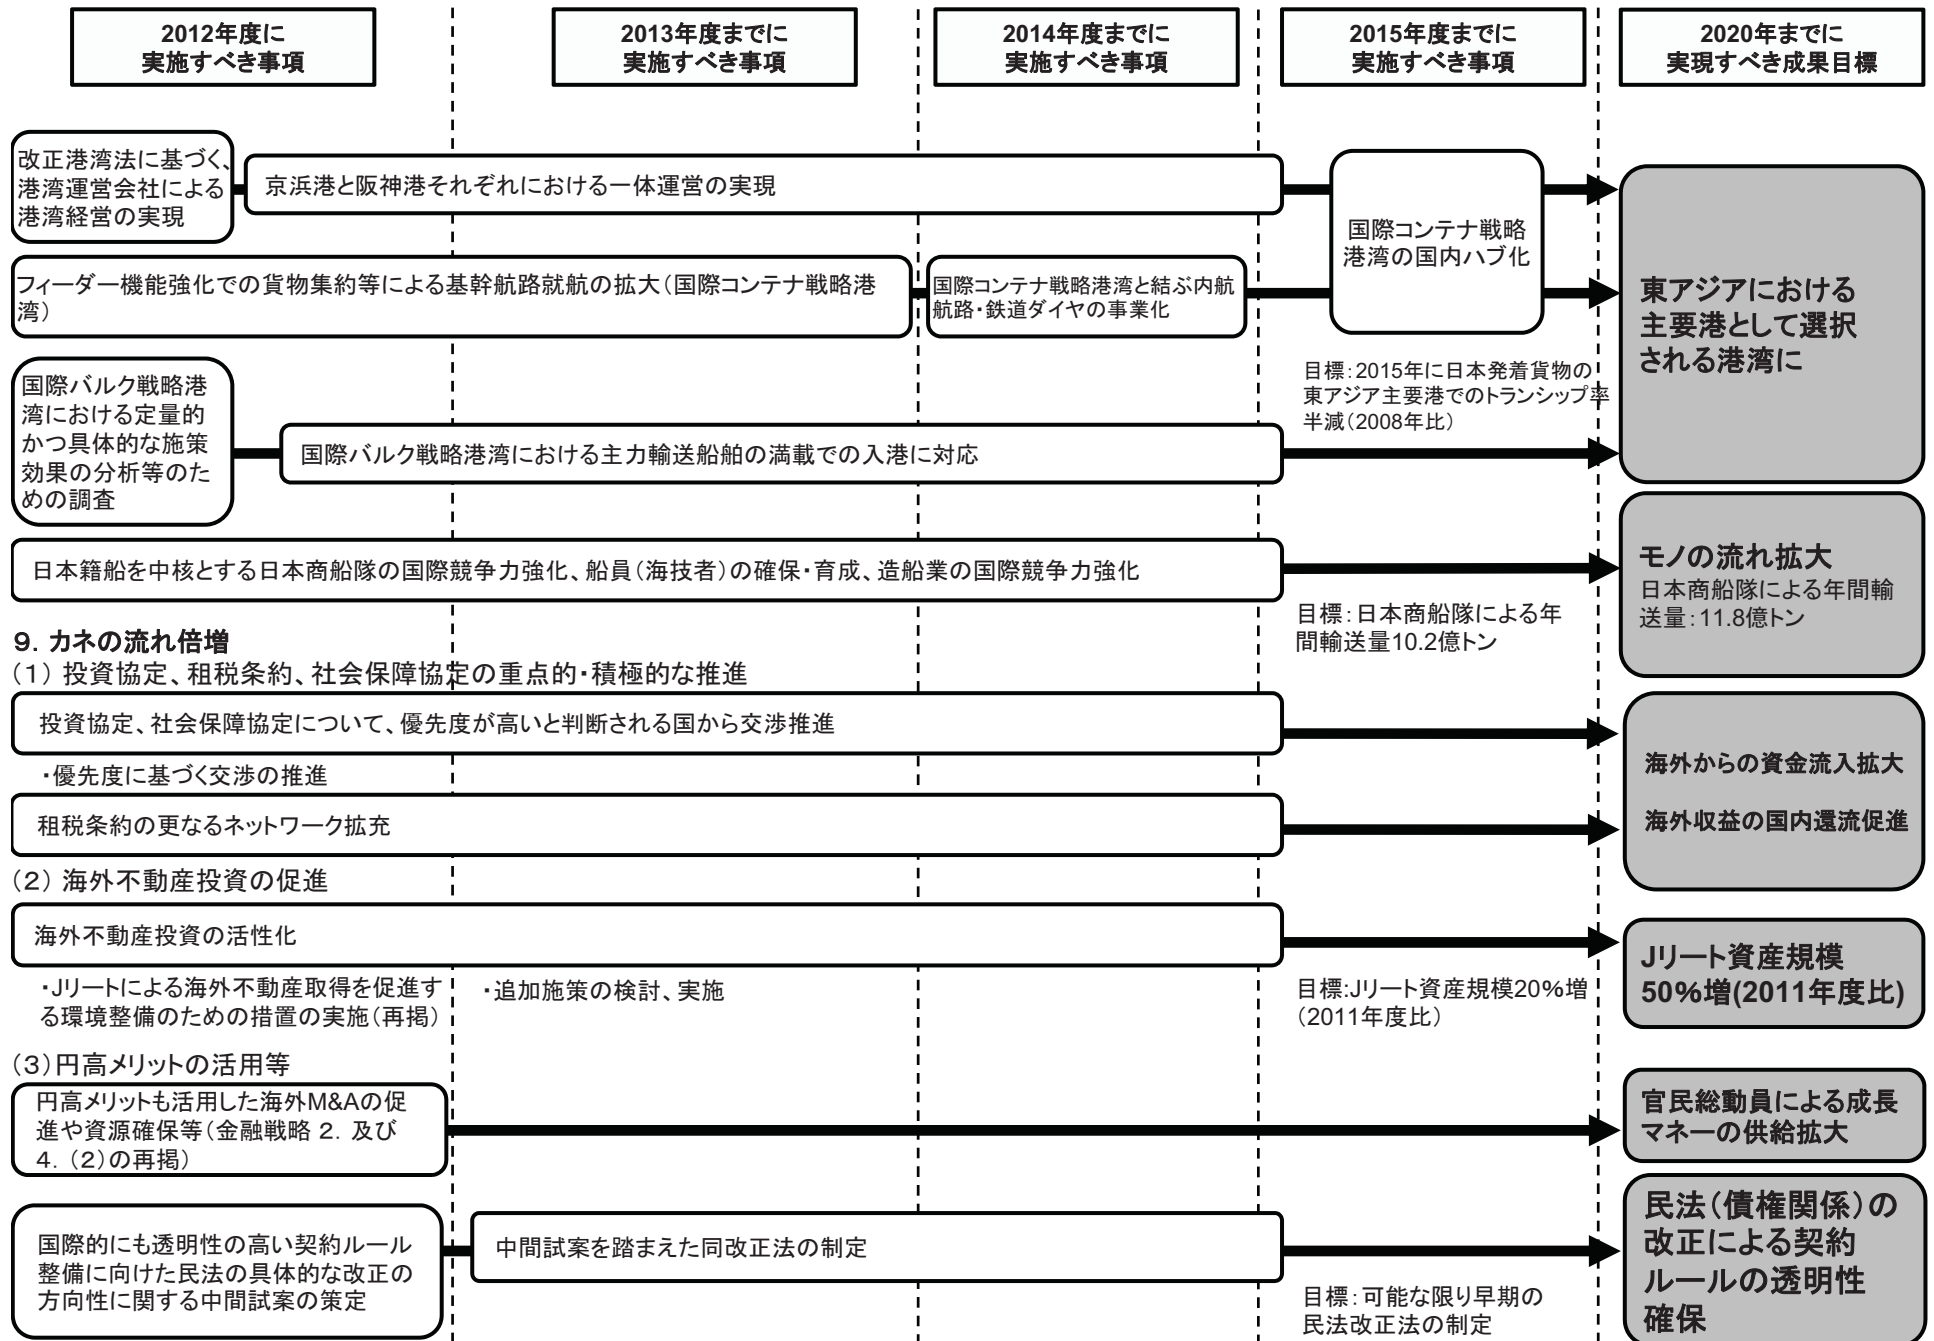 2012年度に
実施すべき事項
2013年度までに
実施すべき事項
2014年度までに
実施すべき事項
2015年度までに
実施すべき事項
2020年までに
実現すべき成果目標
改正港湾法に基づく、
港湾運営会社による
港湾経営の実現
京浜港と阪神港それぞれにおける一体運営の実現
国際コンテナ戦略
港湾の国内ハブ化
フィーダー機能強化での貨物集約等による基幹航路就航の拡大(国際コンテナ戦略港
湾)
国際コンテナ戦略港湾と結ぶ内航
航路・鉄道ダイヤの事業化
東アジアにおける
主要港として選択
される港湾に
目標:2015年に日本発着貨物の
東アジア主要港でのトランシップ率
半減(2008年比)
国際バルク戦略港
湾における定量的
かつ具体的な施策
効果の分析等のた
めの調査
国際バルク戦略港湾における主力輸送船舶の満載での入港に対応
日本籍船を中核とする日本商船隊の国際競争力強化、船員(海技者)の確保・育成、造船業の国際競争力強化
目標:日本商船隊による年
間輸送量10.2億トン
モノの流れ拡大
日本商船隊による年間輸
送量:11.8億トン
9. カネの流れ倍増
(1) 投資協定、租税条約、社会保障協定の重点的・積極的な推進
投資協定、社会保障協定について、優先度が高いと判断される国から交渉推進
・優先度に基づく交渉の推進
租税条約の更なるネットワーク拡充
海外からの資金流入拡大
海外収益の国内還流促進
(2) 海外不動産投資の促進
海外不動産投資の活性化
・Jリートによる海外不動産取得を促進す
る環境整備のための措置の実施(再掲)
・追加施策の検討、実施
目標:Jリート資産規模20%増
(2011年度比)
Jリート資産規模
50%増(2011年度比)
(3)円高メリットの活用等
円高メリットも活用した海外M&Aの促
進や資源確保等(金融戦略 2. 及び
4. (2)の再掲)
官民総動員による成長
マネーの供給拡大
国際的にも透明性の高い契約ルール
整備に向けた民法の具体的な改正の
方向性に関する中間試案の策定
中間試案を踏まえた同改正法の制定
目標:可能な限り早期の
民法改正法の制定
民法(債権関係)の
改正による契約
ルールの透明性
確保